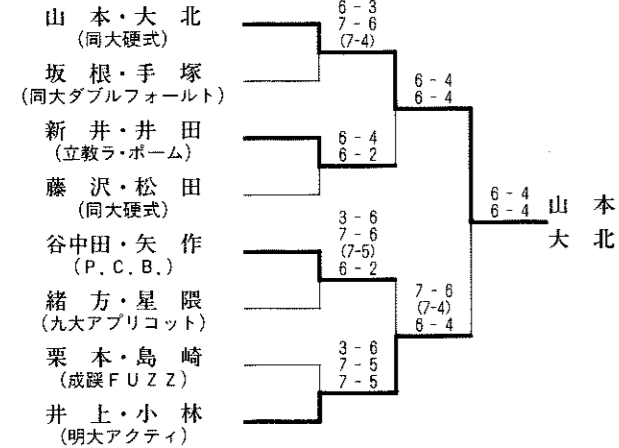 山本・大北
(同大硬式)
坂根・手塚
(同大ダブルフォールト)
新井・井田
(立教ラ・ポーム)
藤沢・松田
(同大硬式)
谷中田・矢作
(P.C.B.)
緒方・星隈
(九大アプリコット)
栗本・島崎
(成蹊FUZZ)
井上・小林
(明大アクティ)
6-3
7-6
(7-4)
6-4
6-2
3-6
7-6
(7-5)
6-2
3-6
7-5
7-5
6-4
6-4
7-6
(7-4)
6-4
6-4
6-4
山本
大北